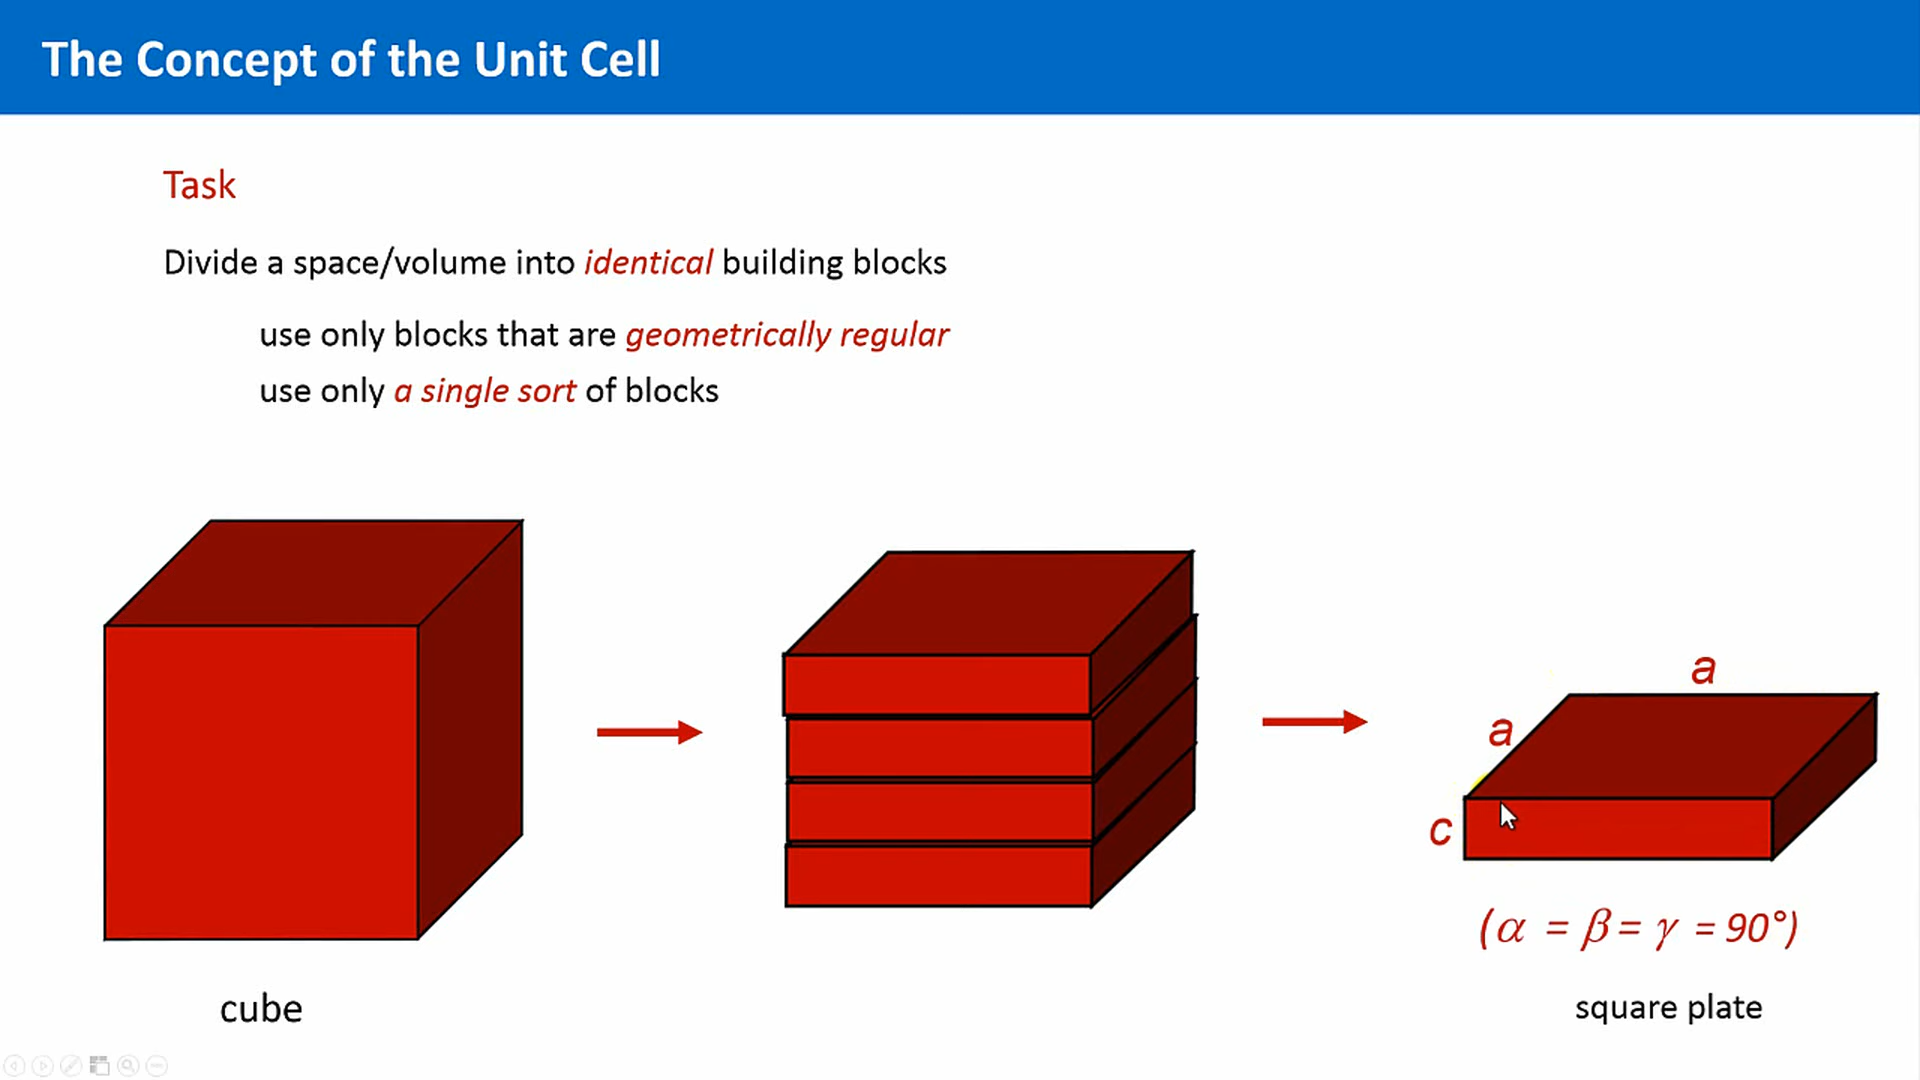 The Concept of the Unit Cell
Task
Divide a space/volume into identical building blocks
use only blocks that are geometrically regular
use only a single sort of blocks
a
a
c
(α = β = γ = 90°)
cube
square plate